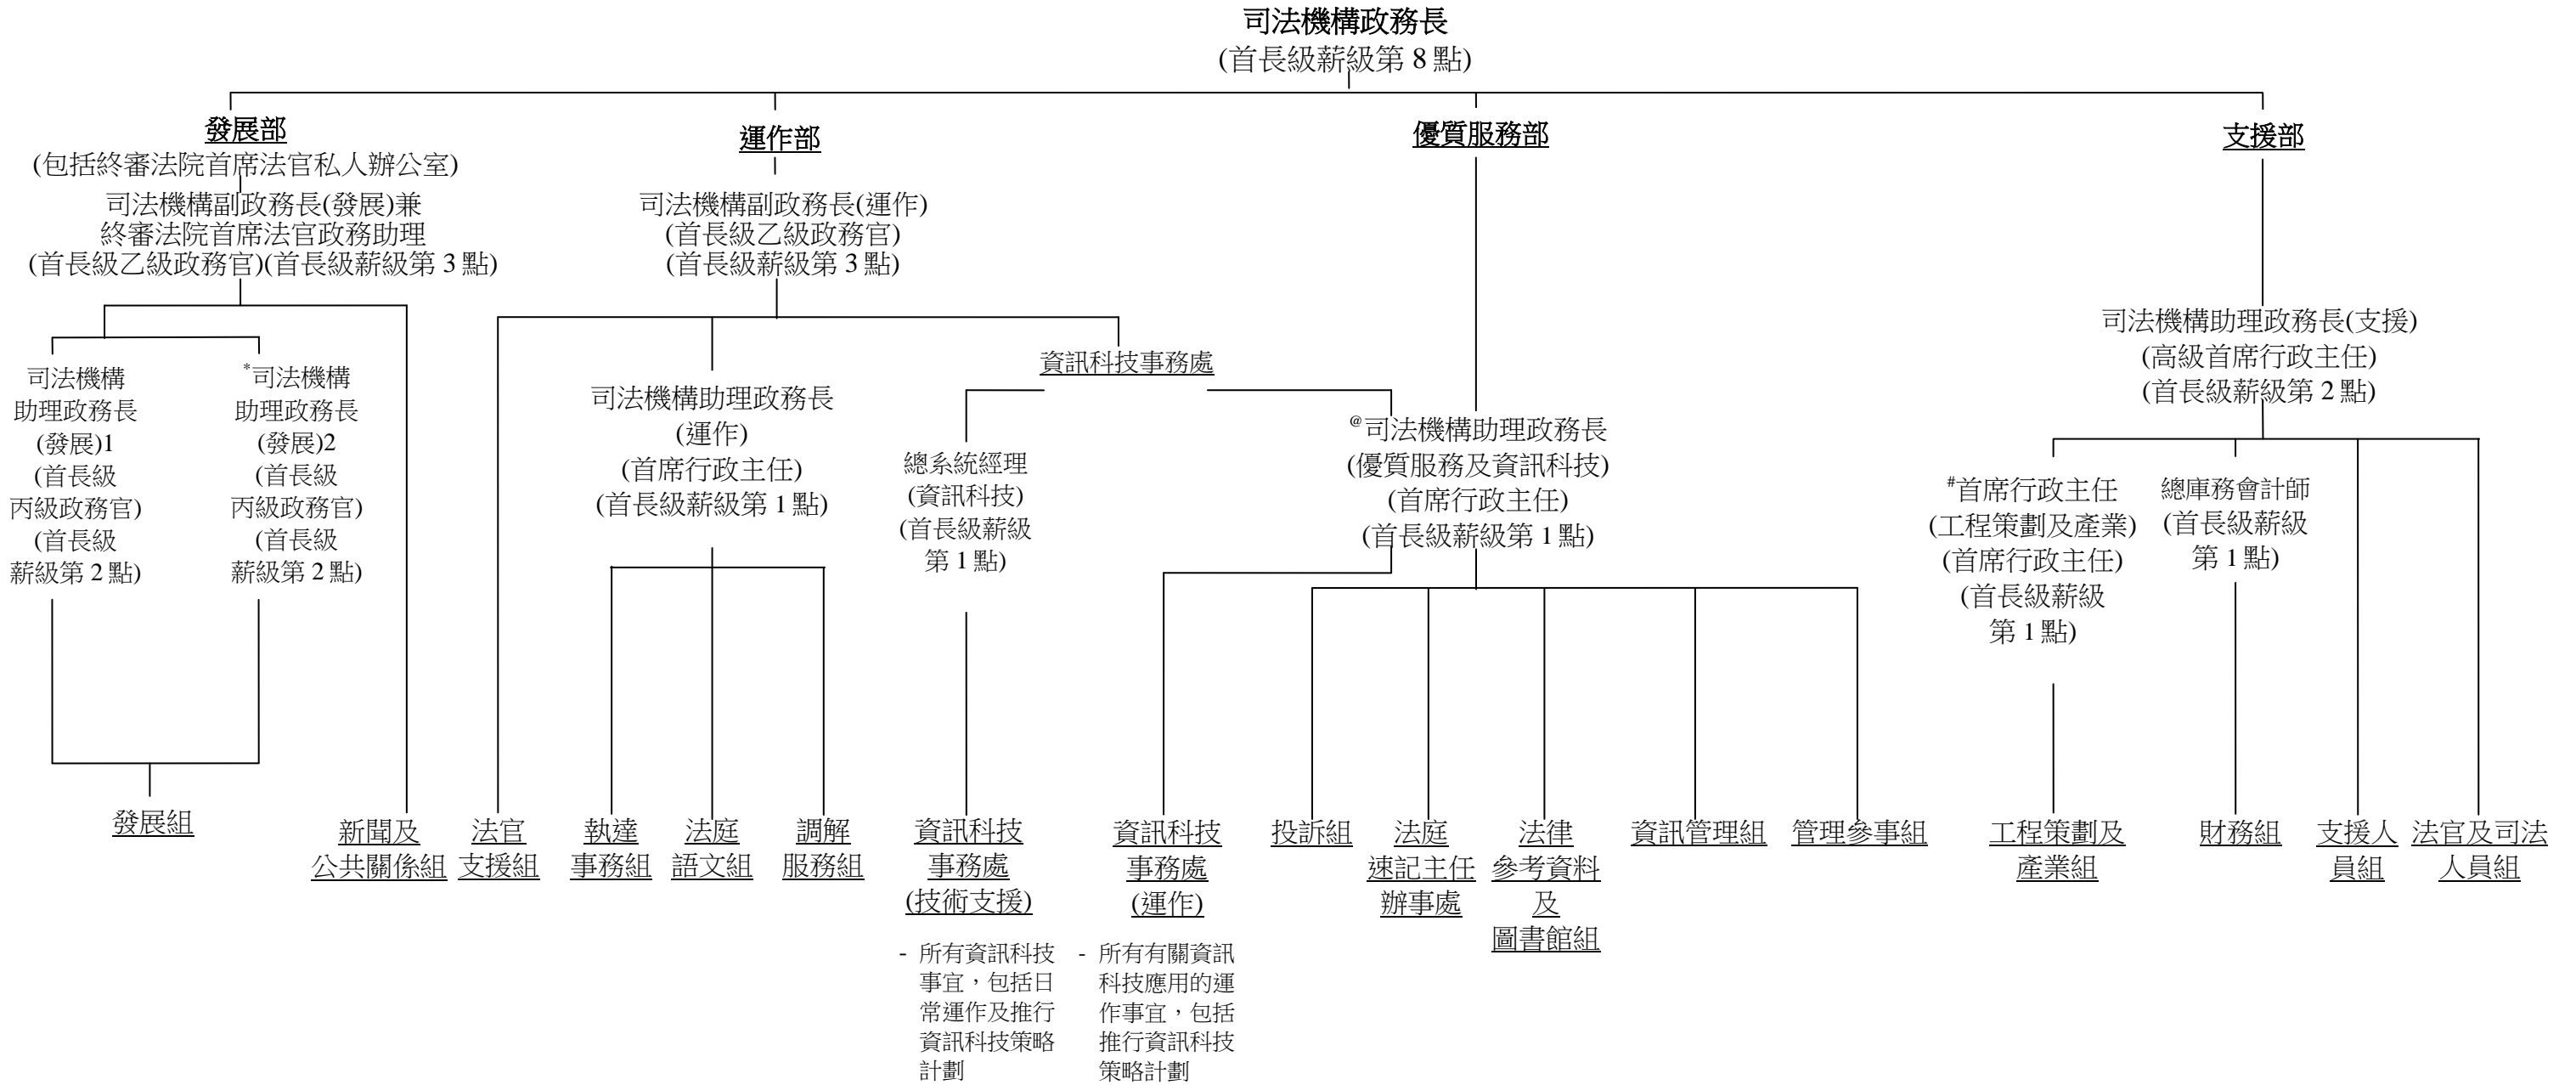 司法機構政務長
(首長級薪級第 8 點)
發展部
(包括終審法院首席法官私人辦公室)
司法機構副政務長(發展)兼
終審法院首席法官政務助理
(首長級乙級政務官)(首長級薪級第 3 點)
運作部
司法機構副政務長(運作)
(首長級乙級政務官)
(首長級薪級第 3 點)
優質服務部
支援部
司法機構
助理政務長
(發展)1
(首長級
丙級政務官)
(首長級
薪級第 2 點)
*司法機構
助理政務長
(發展)2
(首長級
丙級政務官)
(首長級
薪級第 2 點)
司法機構助理政務長
(運作)
(首席行政主任)
(首長級薪級第 1 點)
資訊科技事務處
總系統經理
(資訊科技)
(首長級薪級
第 1 點)
@司法機構助理政務長
(優質服務及資訊科技)
(首席行政主任)
(首長級薪級第 1 點)
司法機構助理政務長(支援)
(高級首席行政主任)
(首長級薪級第 2 點)
#首席行政主任
(工程策劃及產業)
(首席行政主任)
(首長級薪級
第 1 點)
總庫務會計師
(首長級薪級
第 1 點)
發展組
新聞及
公共關係組
法官
支援組
執達
事務組
法庭
語文組
調解
服務組
資訊科技
事務處
(技術支援)
- 所有資訊科技
事宜，包括日
常運作及推行
資訊科技策略
計劃
資訊科技
事務處
(運作)
- 所有有關資訊
科技應用的運
作事宜，包括
推行資訊科技
策略計劃
投訴組
法庭
速記主任
辦事處
法律
參考資料
及
圖書館組
資訊管理組
管理參事組
工程策劃及
產業組
財務組
支援人
員組
法官及司法
人員組